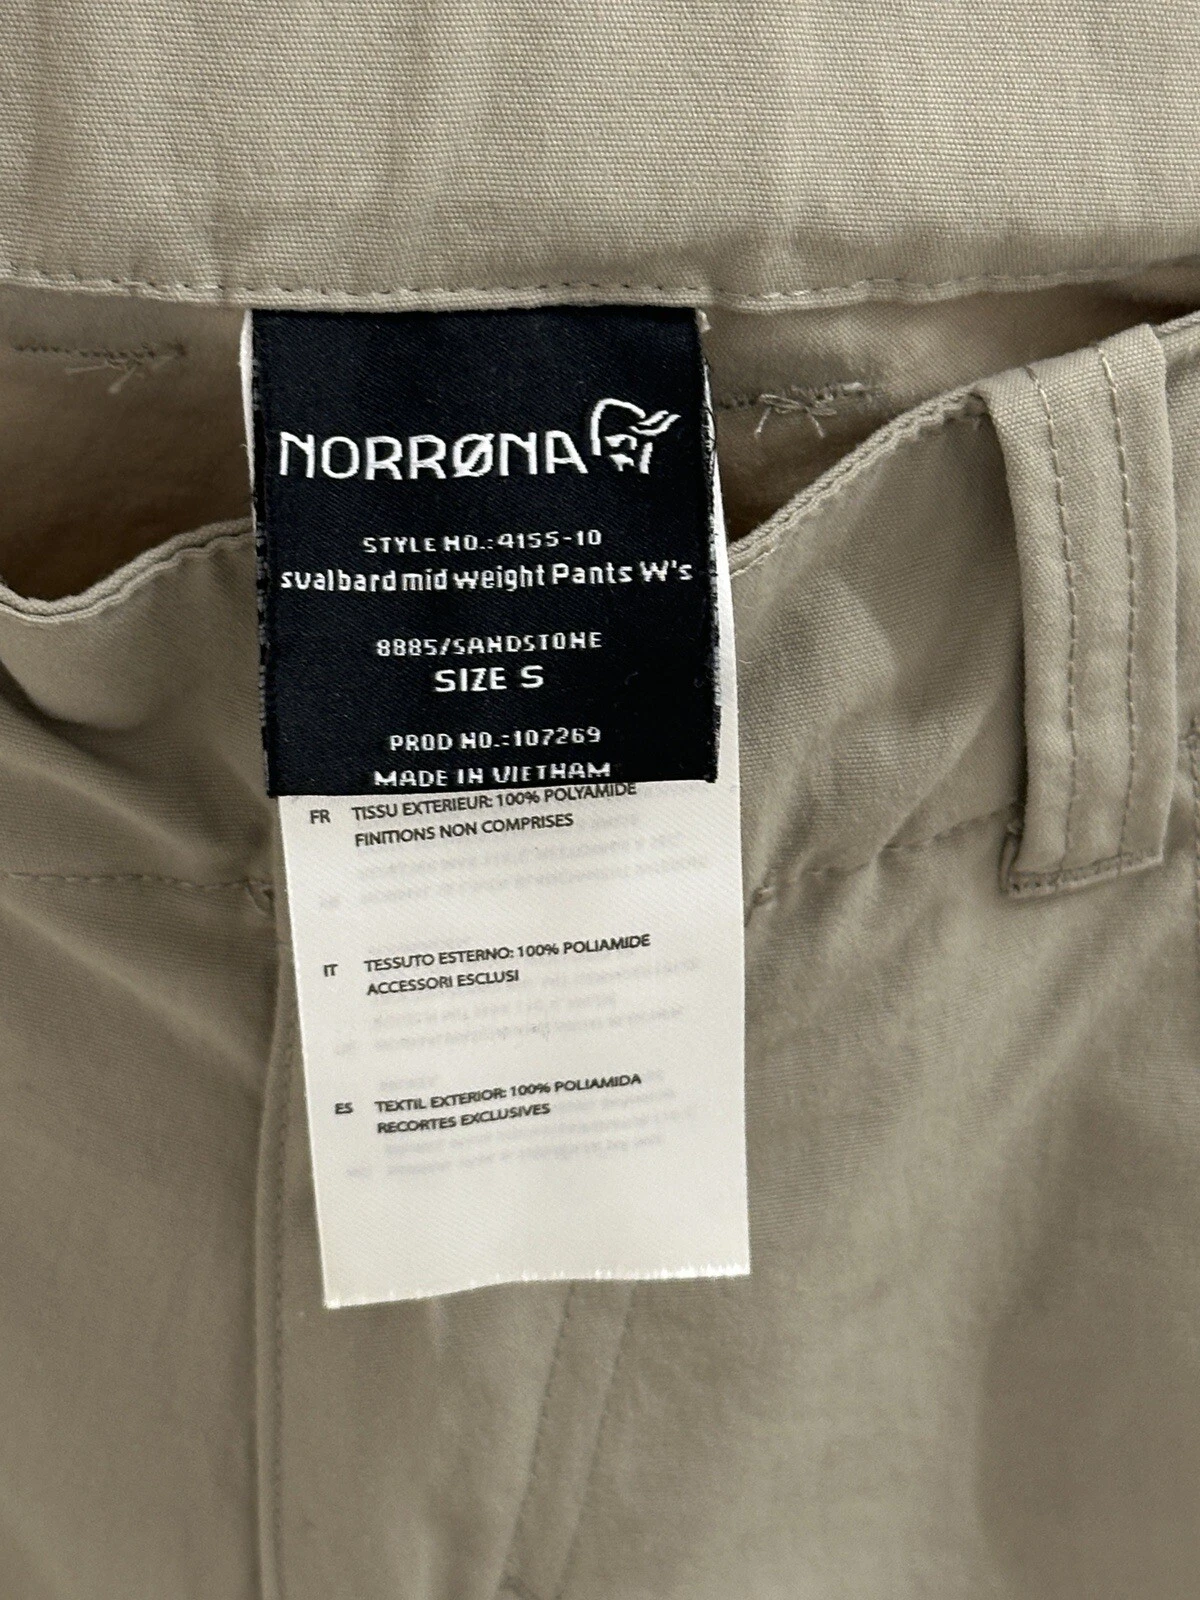 NORRØNA
STYLE NO.:4155-10
svalbard mid weight Pants W's
8885/SANDSTONE
SIZE S
PROD NO.:107269
MADE IN VIETNAM
FR TISSU EXTERIEUR: 100% POLYAMIDE
FINITIONS NON COMPRISES
IT TESSUTO ESTERNO: 100% POLIAMIDE
ACCESSORI ESCLUSI
ES TEXTIL EXTERIOR: 100% POLIAMIDA
RECORTES EXCLUSIVES